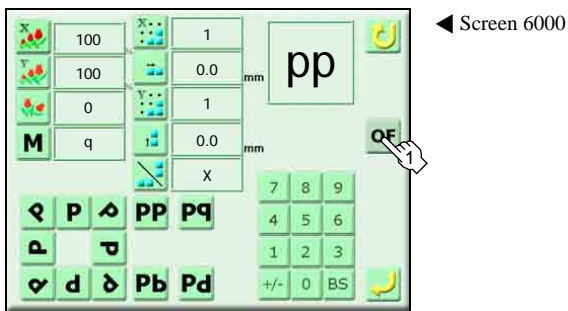 ◀ Screen 6000
X 100 %
Y 100 %
0
M q
X 1
0.0 mm
Y 1
0.0 mm
X
pp
OF
1
7 8 9
4 5 6
1 2 3
+/- 0 BS
P P P PP Pq
P P
P d P Pb Pd